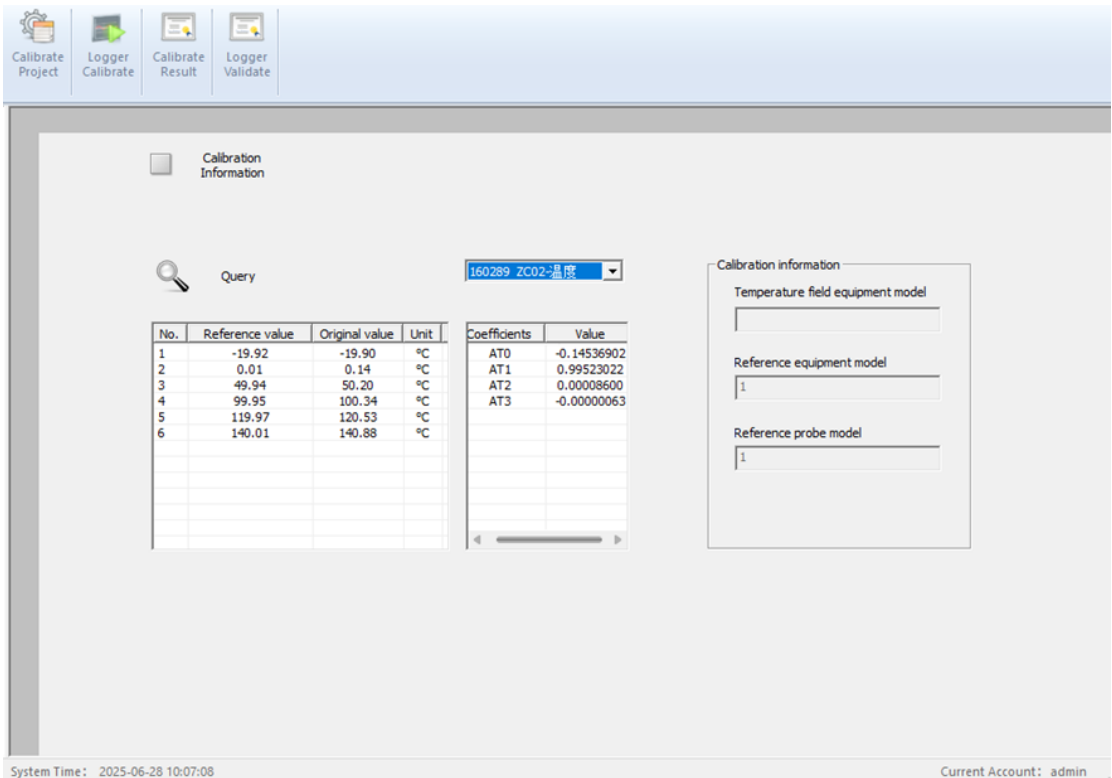 Calibrate Project
Logger Calibrate
Calibrate Result
Logger Validate
Calibration Information
Query
160289 ZC02-温度
Calibration information
Temperature field equipment model
Reference equipment model
1
Reference probe model
1
No. Reference value Original value Unit
1 -19.92 -19.90 °C
2 0.01 0.14 °C
3 49.94 50.20 °C
4 99.95 100.34 °C
5 119.97 120.53 °C
6 140.01 140.88 °C
Coefficients Value
AT0 -0.14536902
AT1 0.99523022
AT2 0.00008600
AT3 -0.00000063
System Time： 2025-06-28 10:07:08
Current Account： admin